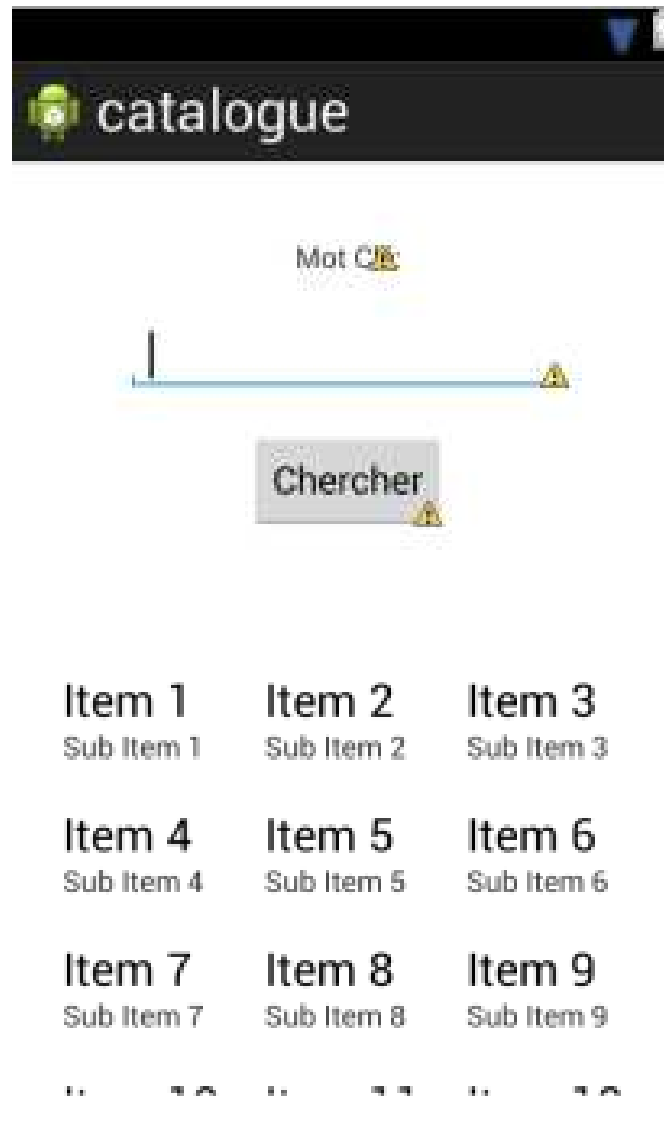 catalogue
Mot
Chercher
Item 1 Item 2 Item 3
Sub Item 1 Sub Item 2 Sub Item 3
Item 4 Item 5 Item 6
Sub Item 4 Sub Item 5 Sub Item 6
Item 7 Item 8 Item 9
Sub Item 7 Sub Item 8 Sub Item 9